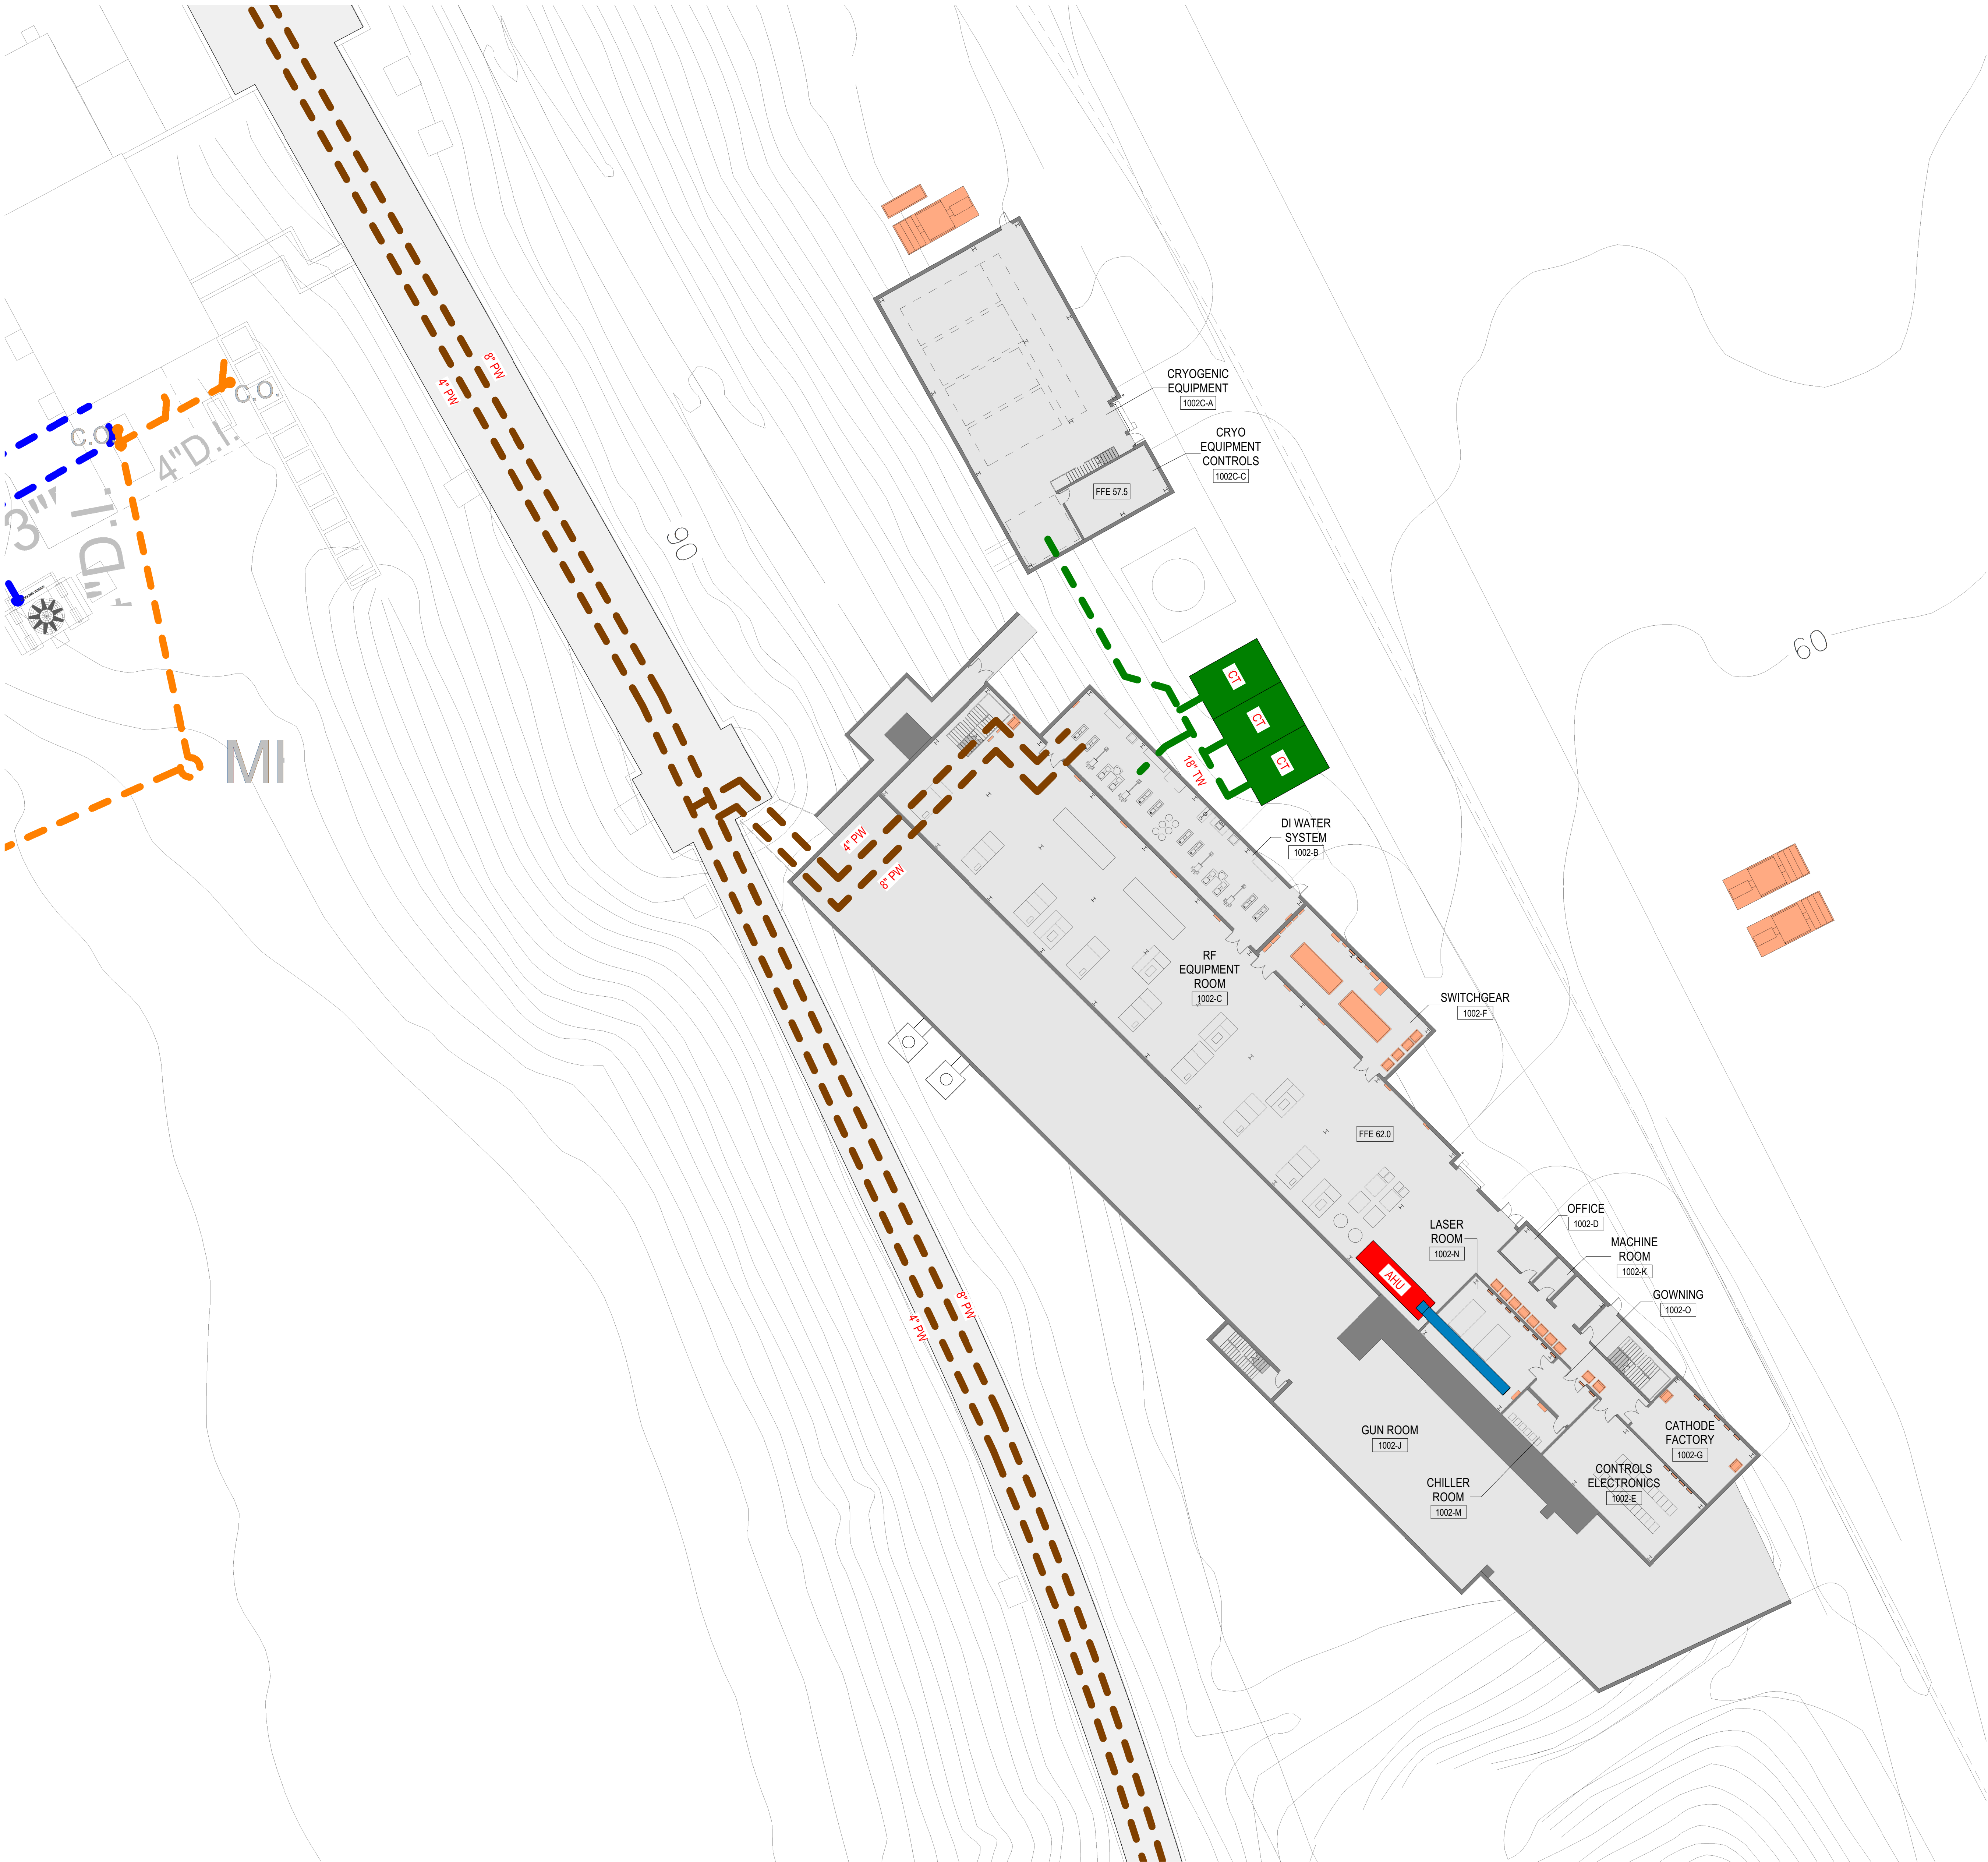 8" PW
4" PW
CRYOGENIC
EQUIPMENT
1002C-A
C.O.
C.O.
4"D.I.
3""
"D.I.
CRYO
EQUIPMENT
CONTROLS
1002C-C
FFE 57.5
90
60
CT
CT
CT
MI
18" TW
4" PW
8" PW
DI WATER
SYSTEM
1002-B
RF
EQUIPMENT
ROOM
1002-C
SWITCHGEAR
1002-F
FFE 62.0
OFFICE
1002-D
LASER
ROOM
1002-N
MACHINE
ROOM
1002-K
AHU
GOWNING
1002-O
8" PW
4" PW
GUN ROOM
1002-J
CATHODE
FACTORY
1002-G
CONTROLS
ELECTRONICS
1002-E
CHILLER
ROOM
1002-M